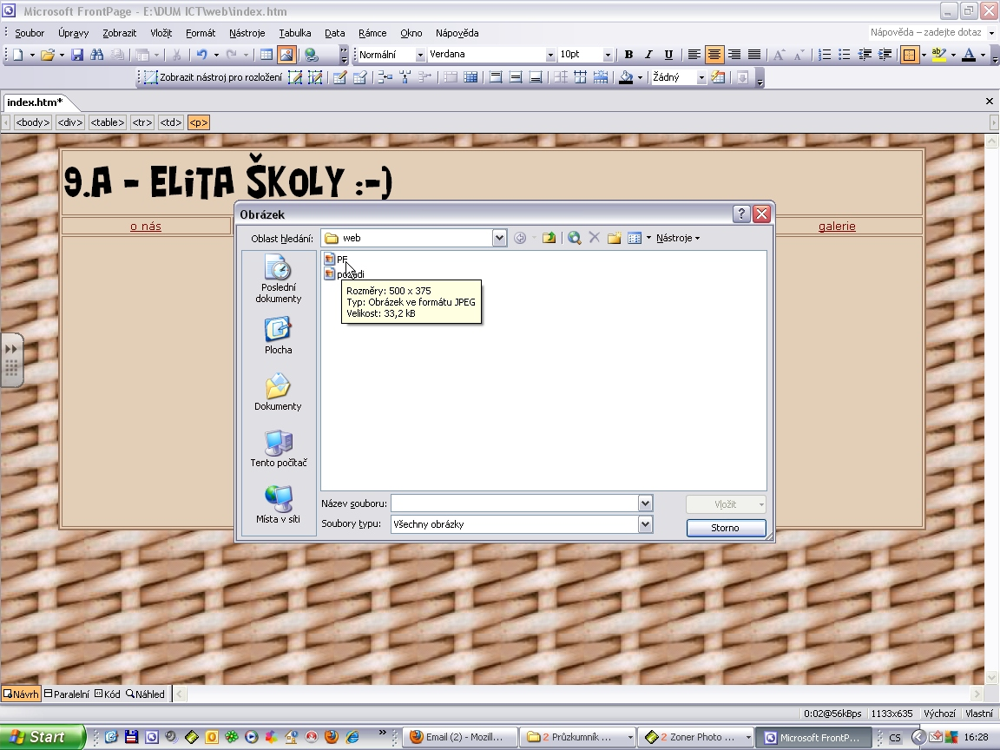 Microsoft FrontPage - E:\DUM ICT\web\index.htm
Soubor Úpravy Zobrazit Vložit Formát Nástroje Tabulka Data Rámce Okno Nápověda
Nápověda – zadejte dotaz
Normální Verdana 10pt B I U
Zobrazit nástroj pro rozložení Žádný
index.htm*
<body> <div> <table> <tr> <td> <p>
9.A - ELiTA ŠKOLY :-)
o nás galerie
Obrázek
Oblast hledání: web Nástroje
PF
Poslední dokumenty
Rozměry: 500 x 375
Typ: Obrázek ve formátu JPEG
Velikost: 33,2 kB
Plocha
Dokumenty
Tento počítač
Místa v síti
Název souboru: Vložit
Soubory typu: Všechny obrázky Storno
Návrh Paralelní Kód Náhled
0:02@56kBps 1133x635 Výchozí Vlastní
Start Email (2) - Mozill... 2 Průzkumník ... 2 Zoner Photo ... Microsoft FrontP... CS 16:28